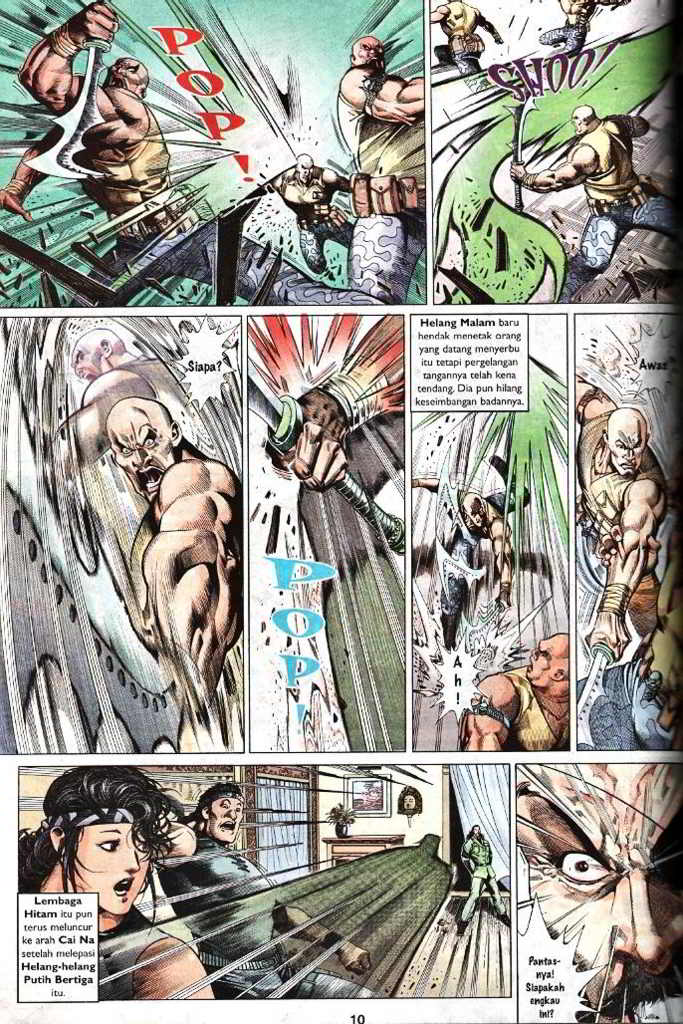 POP!
SHOO!
Siapa?
POP!
Helang Malam baru
hendak menetak orang
yang datang menyerbu
itu tetapi pergelangan
tangannya telah kena
tendang. Dia pun hilang
keseimbangan badannya.
Ah!
Lembaga
Hitam itu pun
terus meluncur
ke arah Cai Na
setelah melepasi
Helang-helang
Putih Bertiga
itu.
Pantas-
nya!
Siapakah
engkau
ini!?
10